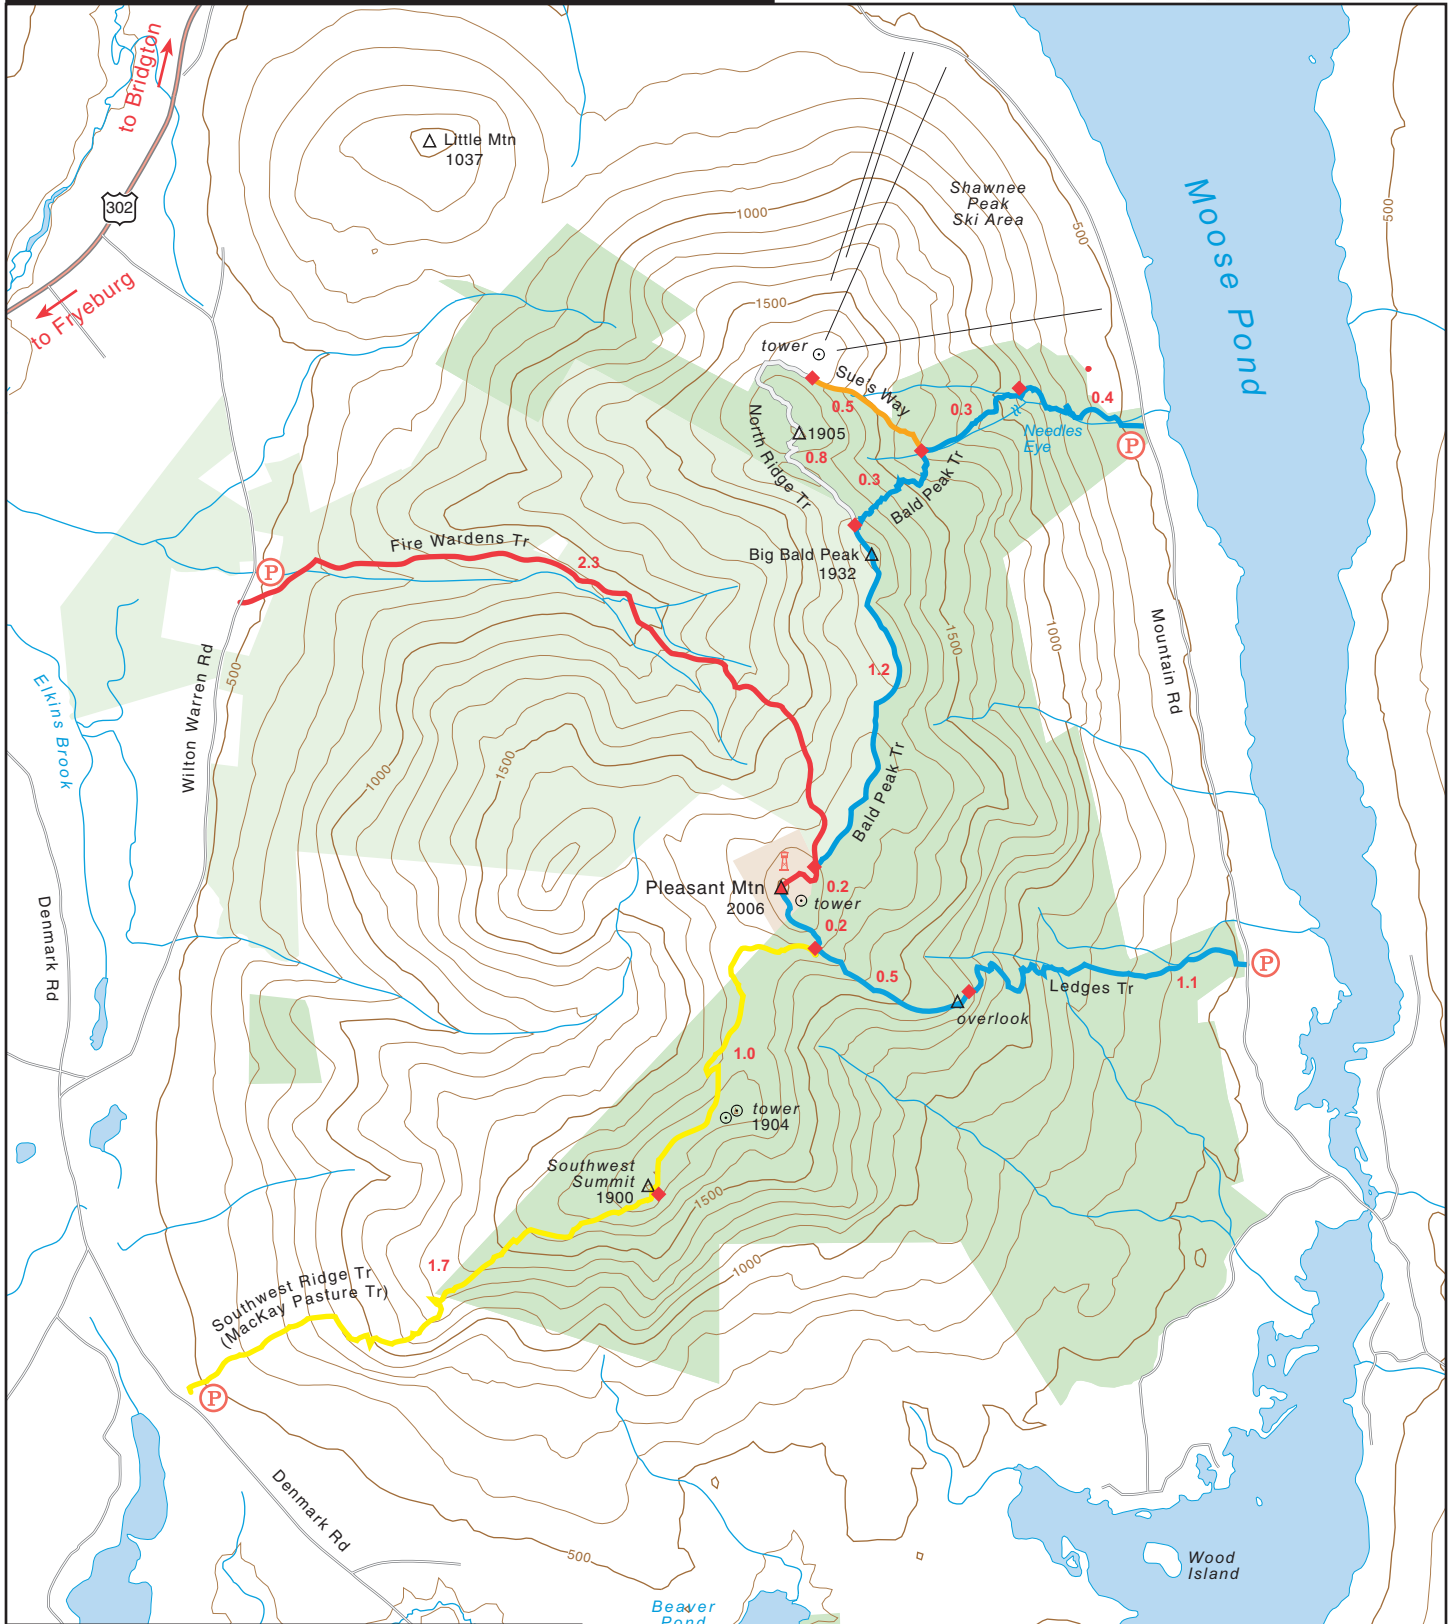 to Bridgton
302
to Fryeburg
Little Mtn
1037
1000
Shawnee
Peak
Ski Area
500
500
Moose Pond
1500
tower
Sue's Way
0.5
0.3
0.4
Needles
Eye
P
1905
0.8
North Ridge Tr
0.3
Bald Peak Tr
Fire Wardens Tr
2.3
P
Big Bald Peak
1932
1500
1000
Mountain Rd
1.2
Wilton Warren Rd
500
Elkins Brook
1000
1500
Bald Peak Tr
Pleasant Mtn
2006
0.2
tower
0.2
Denmark Rd
0.5
overlook
Ledges Tr
1.1
P
1.0
tower
1904
Southwest
Summit
1900
1500
1000
1.7
Southwest Ridge Tr
(MacKay Pasture Tr)
P
Denmark Rd
500
Wood
Island
Beaver
Pond